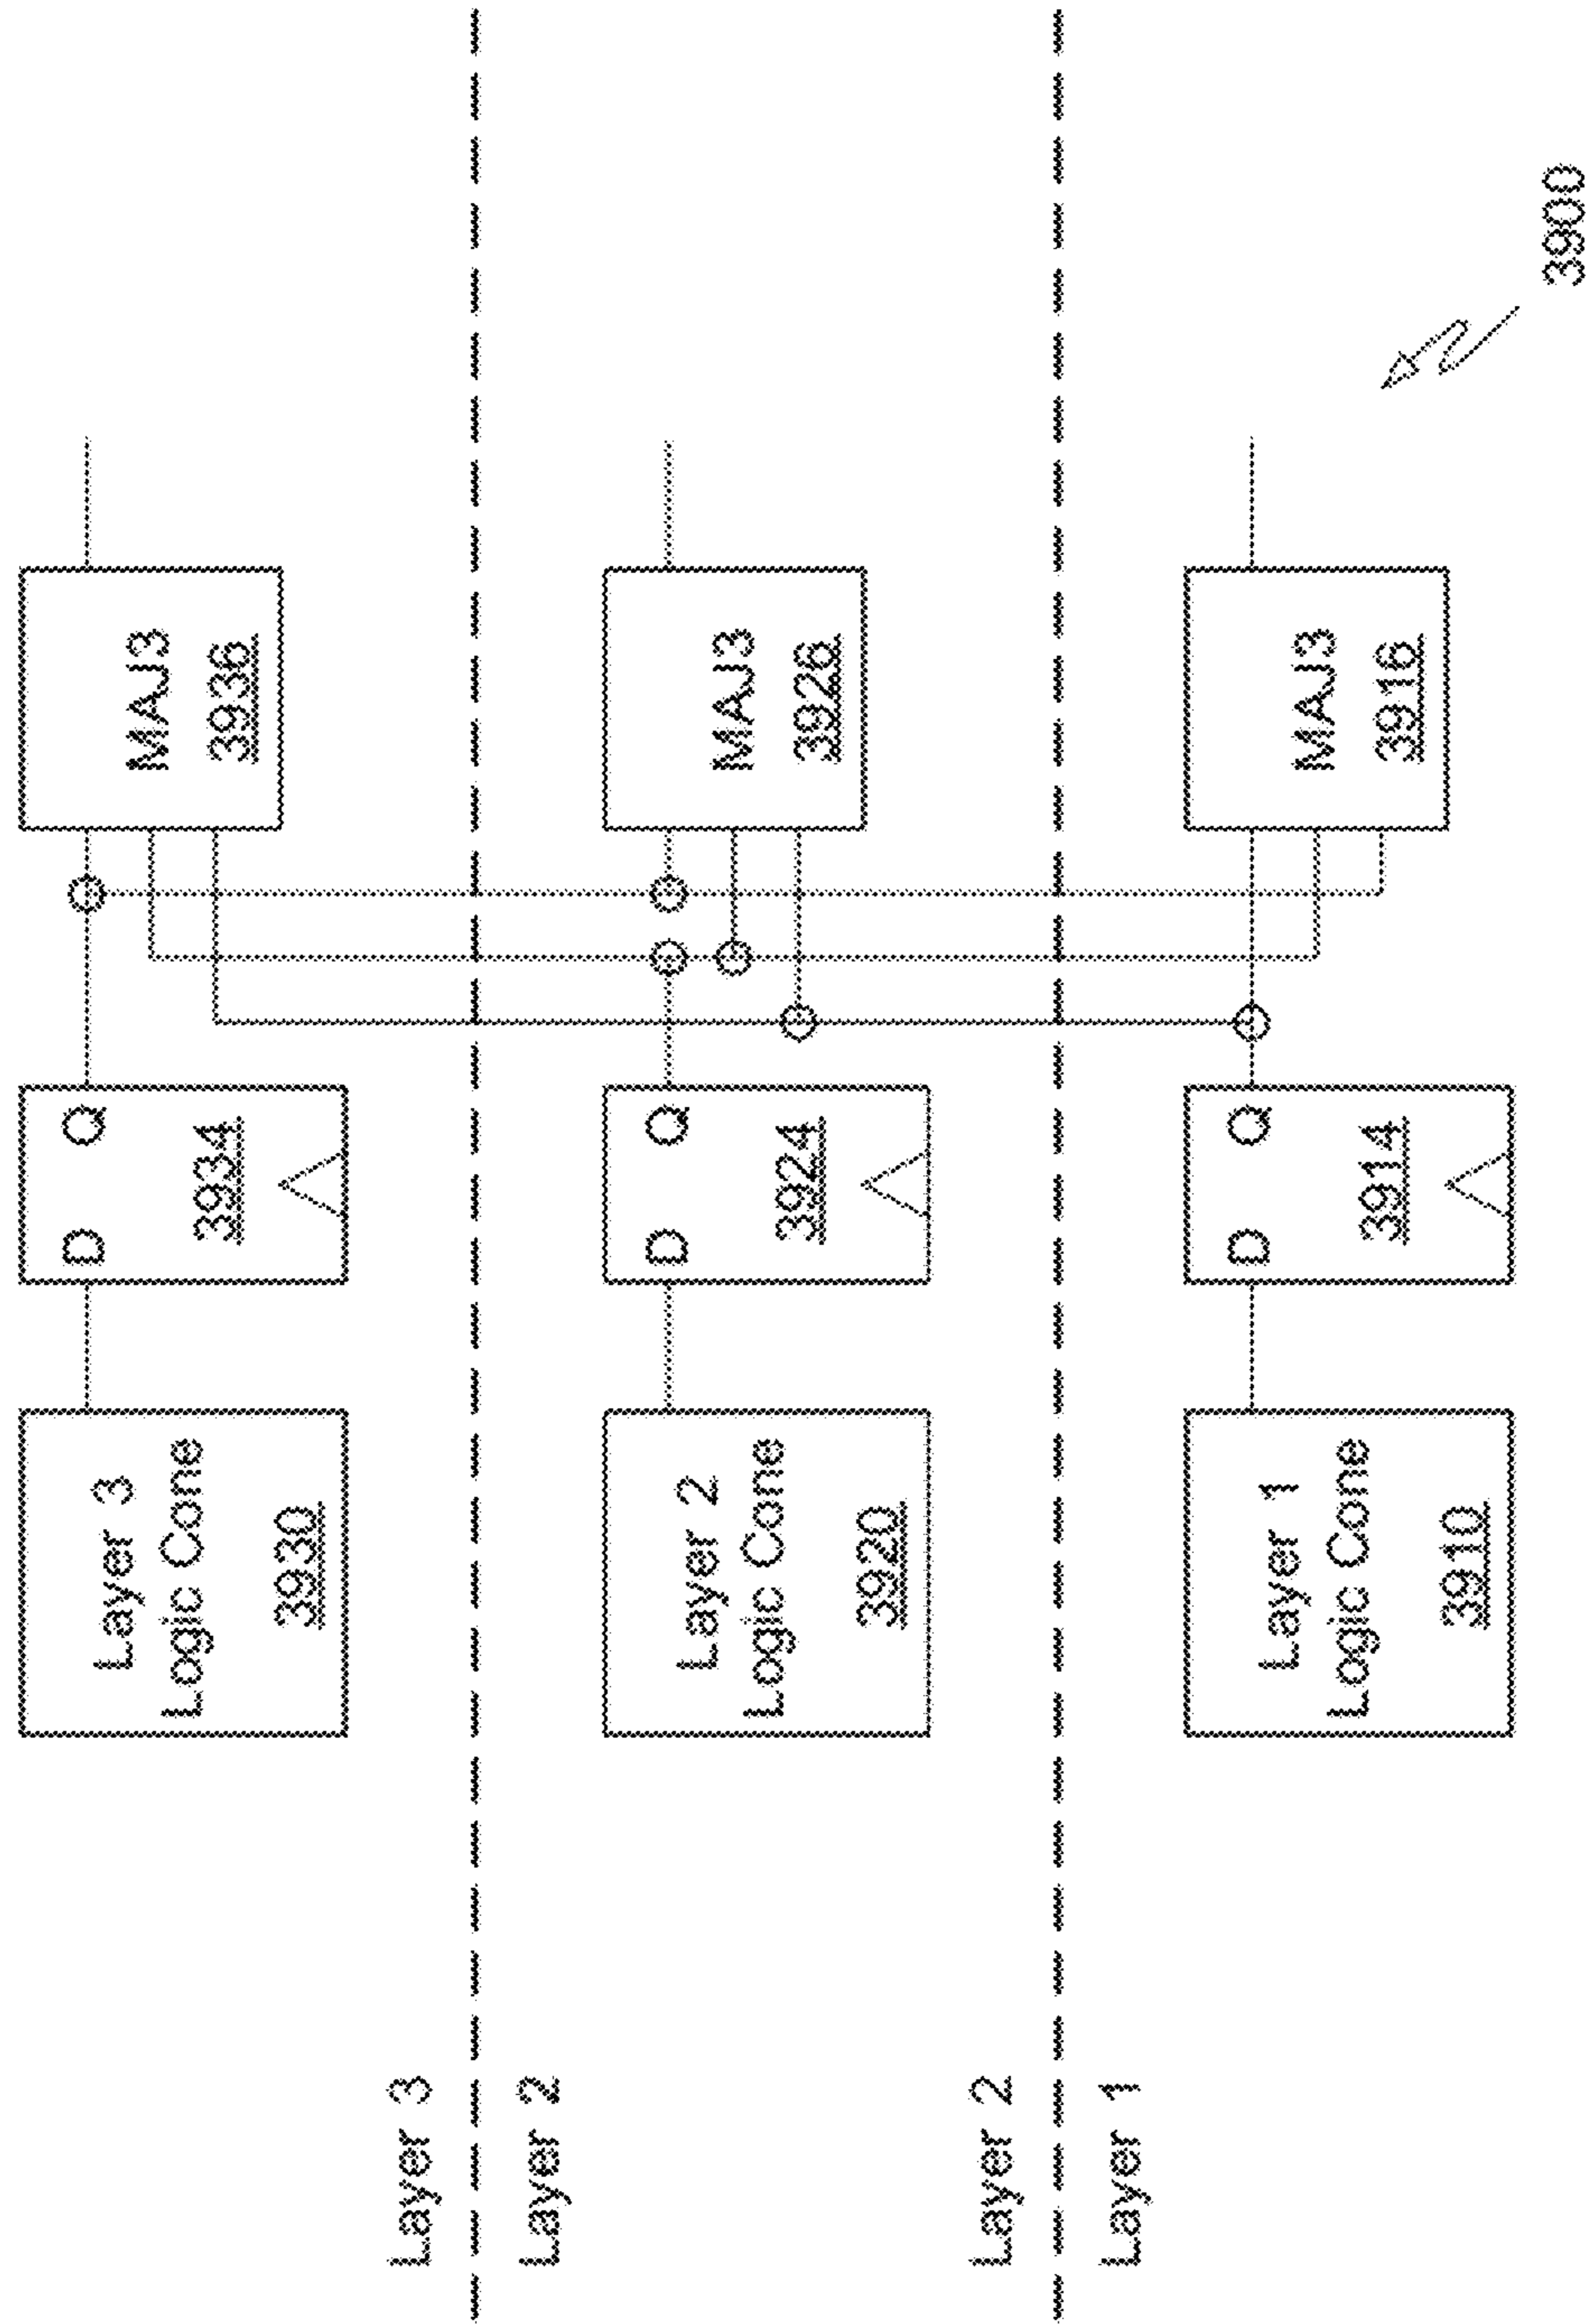 Layer 3
Logic Cone
3930
D Q
3934
MAJ3
3936
Layer 3
Layer 2
Layer 2
Logic Cone
3920
D Q
3924
MAJ3
3926
Layer 2
Layer 1
Layer 1
Logic Cone
3910
D Q
3914
MAJ3
3916
3900